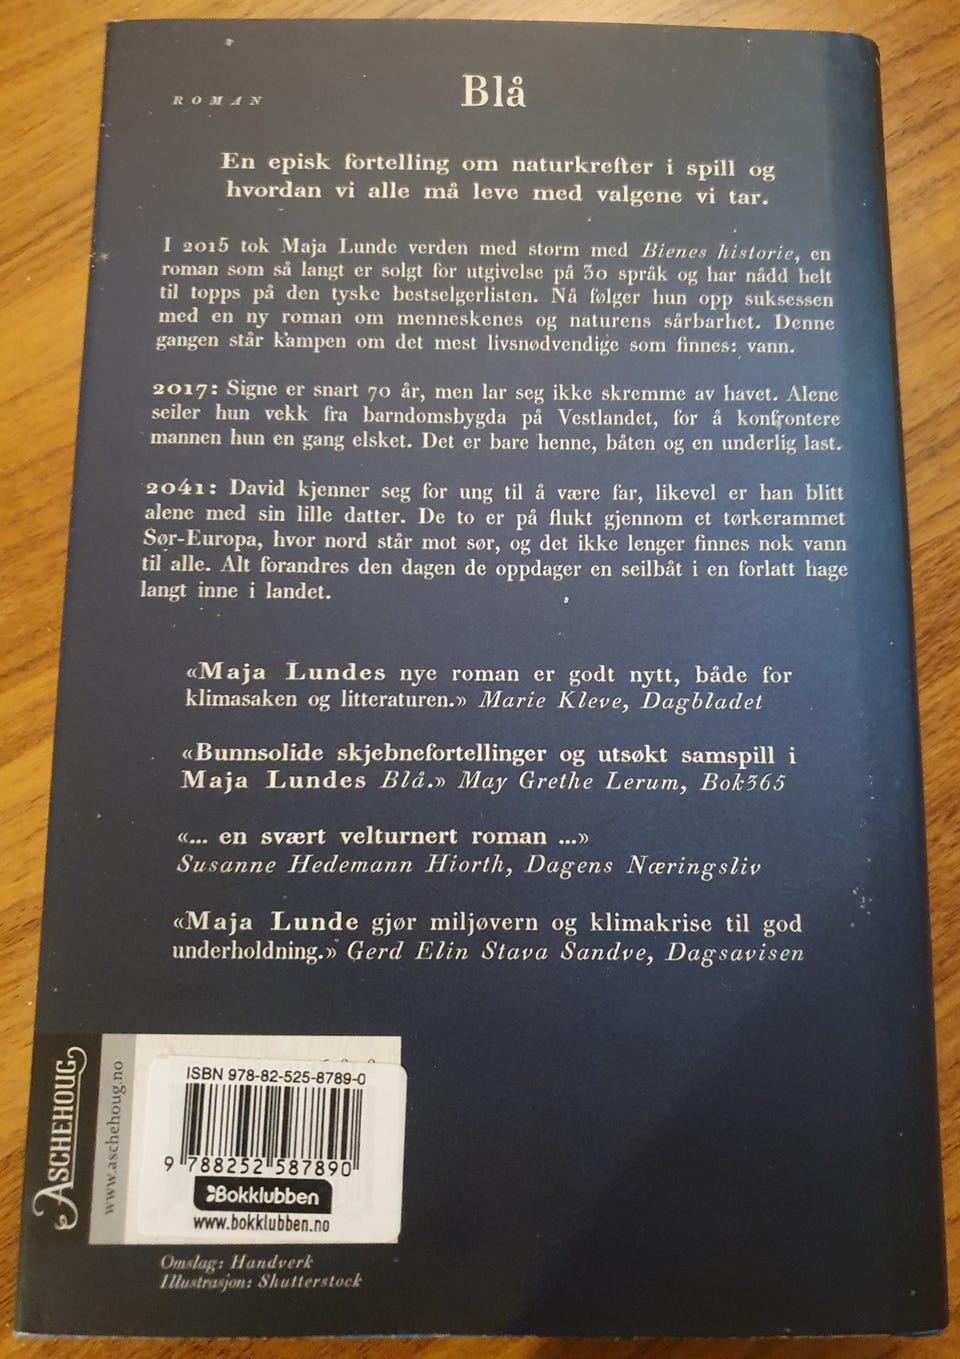 ROMAN
Blå
En episk fortelling om naturkrefter i spill og
hvordan vi alle må leve med valgene vi tar.
I 2015 tok Maja Lunde verden med storm med Bienes historie, en
roman som så langt er solgt for utgivelse på 30 språk og har nådd helt
til topps på den tyske bestselgerlisten. Nå følger hun opp suksessen
med en ny roman om menneskenes og naturens sårbarhet. Denne
gangen står kampen om det mest livsnødvendige som finnes: vann.
2017: Signe er snart 70 år, men lar seg ikke skremme av havet. Alene
seiler hun vekk fra barndomsbygda på Vestlandet, for å konfrontere
mannen hun en gang elsket. Det er bare henne, båten og en underlig last.
2041: David kjenner seg for ung til å være far, likevel er han blitt
alene med sin lille datter. De to er på flukt gjennom et tørkerammet
Sør-Europa, hvor nord står mot sør, og det ikke lenger finnes nok vann
til alle. Alt forandres den dagen de oppdager en seilbåt i en forlatt hage
langt inne i landet.
«Maja Lundes nye roman er godt nytt, både for
klimasaken og litteraturen.» Marie Kleve, Dagbladet
«Bunnsolide skjebnefortellinger og utsøkt samspill i
Maja Lundes Blå.» May Grethe Lerum, Bok365
«... en svært velturnert roman ...»
Susanne Hedemann Hiorth, Dagens Næringsliv
«Maja Lunde gjør miljøvern og klimakrise til god
underholdning.» Gerd Elin Stava Sandve, Dagsavisen
ASCHEHOUG
www.aschehoug.no
ISBN 978-82-525-8789-0
9 788252 587890
Bokklubben
www.bokklubben.no
Omslag: Handverk
Illustrasjon: Shutterstock